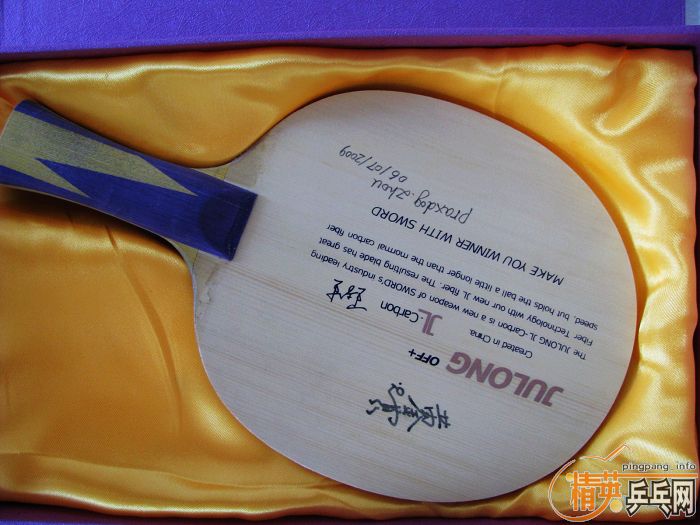 JULONG OFF+
Created in China.
JL-Carbon
The JULONG JL-Carbon is a new weapon of SWORD's industry leading
fiber Technology with our new JL fiber. The resulting blade has great
speed, but holds the ball a little longer than the mormal carbon fiber
MAKE YOU WINNER WITH SWORD
praxdog.zhou
06/07/2009
pingpang.info
精英乒乓网